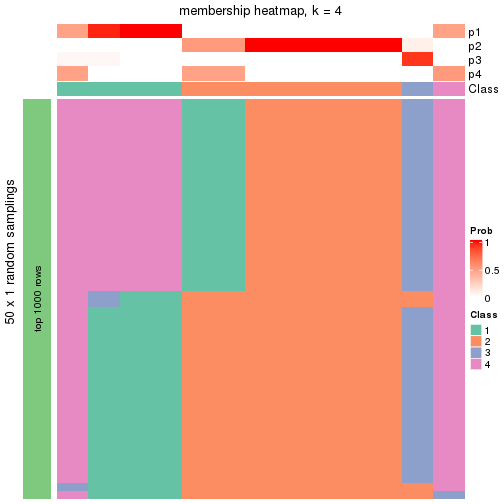 membership heatmap, k = 4
p1
p2
p3
p4
Class
50 x 1 random samplings
top 1000 rows
Prob
1
0.5
0
Class
1
2
3
4